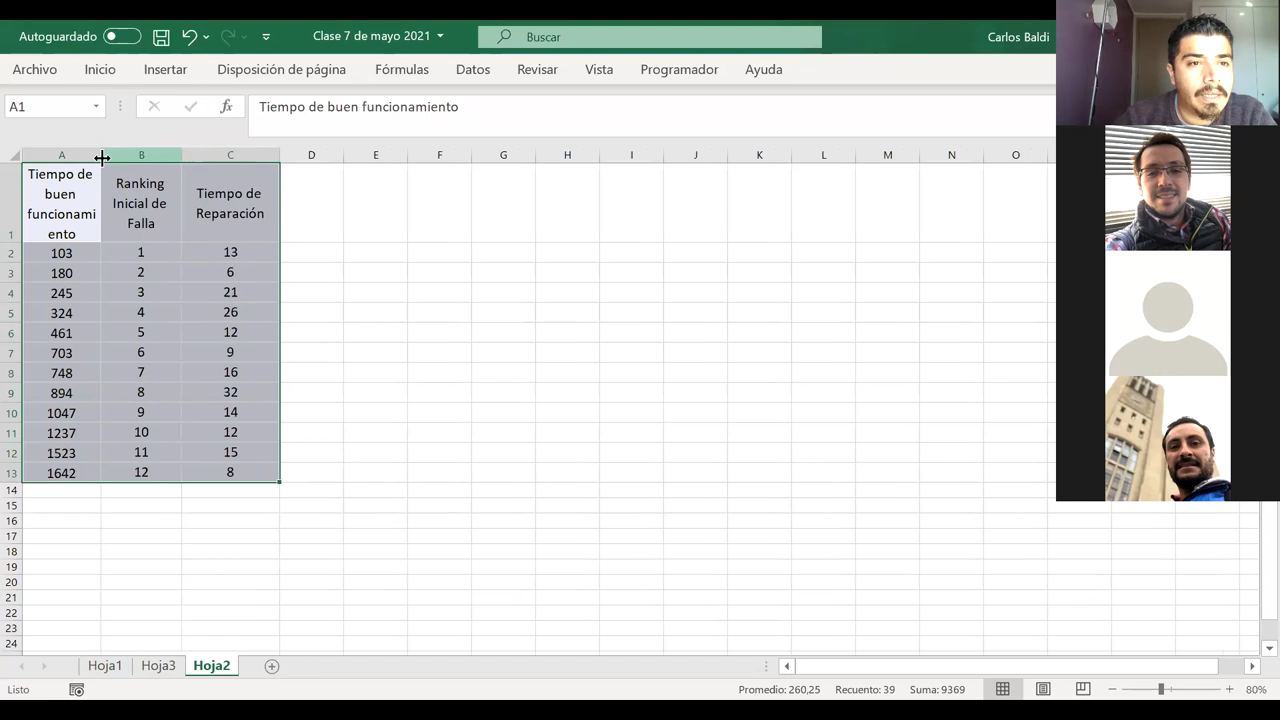 Autoguardado
Clase 7 de mayo 2021
Buscar
Carlos Baldi
Archivo Inicio Insertar Disposición de página Fórmulas Datos Revisar Vista Programador Ayuda
A1 fx Tiempo de buen funcionamiento
A B C D E F G H I J K L M N O
1 Tiempo de buen funcionami ento Ranking Inicial de Falla Tiempo de Reparación
2 103 1 13
3 180 2 6
4 245 3 21
5 324 4 26
6 461 5 12
7 703 6 9
8 748 7 16
9 894 8 32
10 1047 9 14
11 1237 10 12
12 1523 11 15
13 1642 12 8
14
15
16
17
18
19
20
21
22
23
24
Hoja1 Hoja3 Hoja2
Listo Promedio: 260,25 Recuento: 39 Suma: 9369 80%